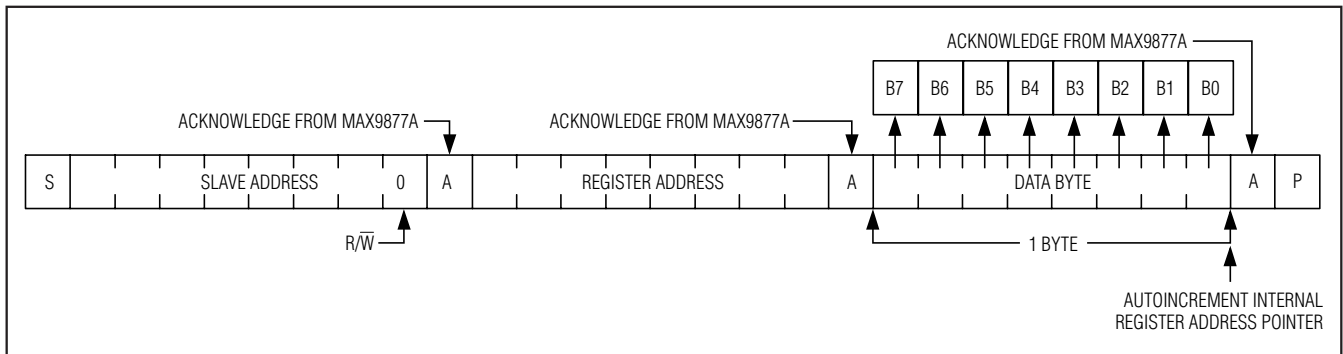 ACKNOWLEDGE FROM MAX9877A
B7 B6 B5 B4 B3 B2 B1 B0
ACKNOWLEDGE FROM MAX9877A
ACKNOWLEDGE FROM MAX9877A
S SLAVE ADDRESS 0 A REGISTER ADDRESS A DATA BYTE A P
R/W̅
1 BYTE
AUTOINCREMENT INTERNAL
REGISTER ADDRESS POINTER